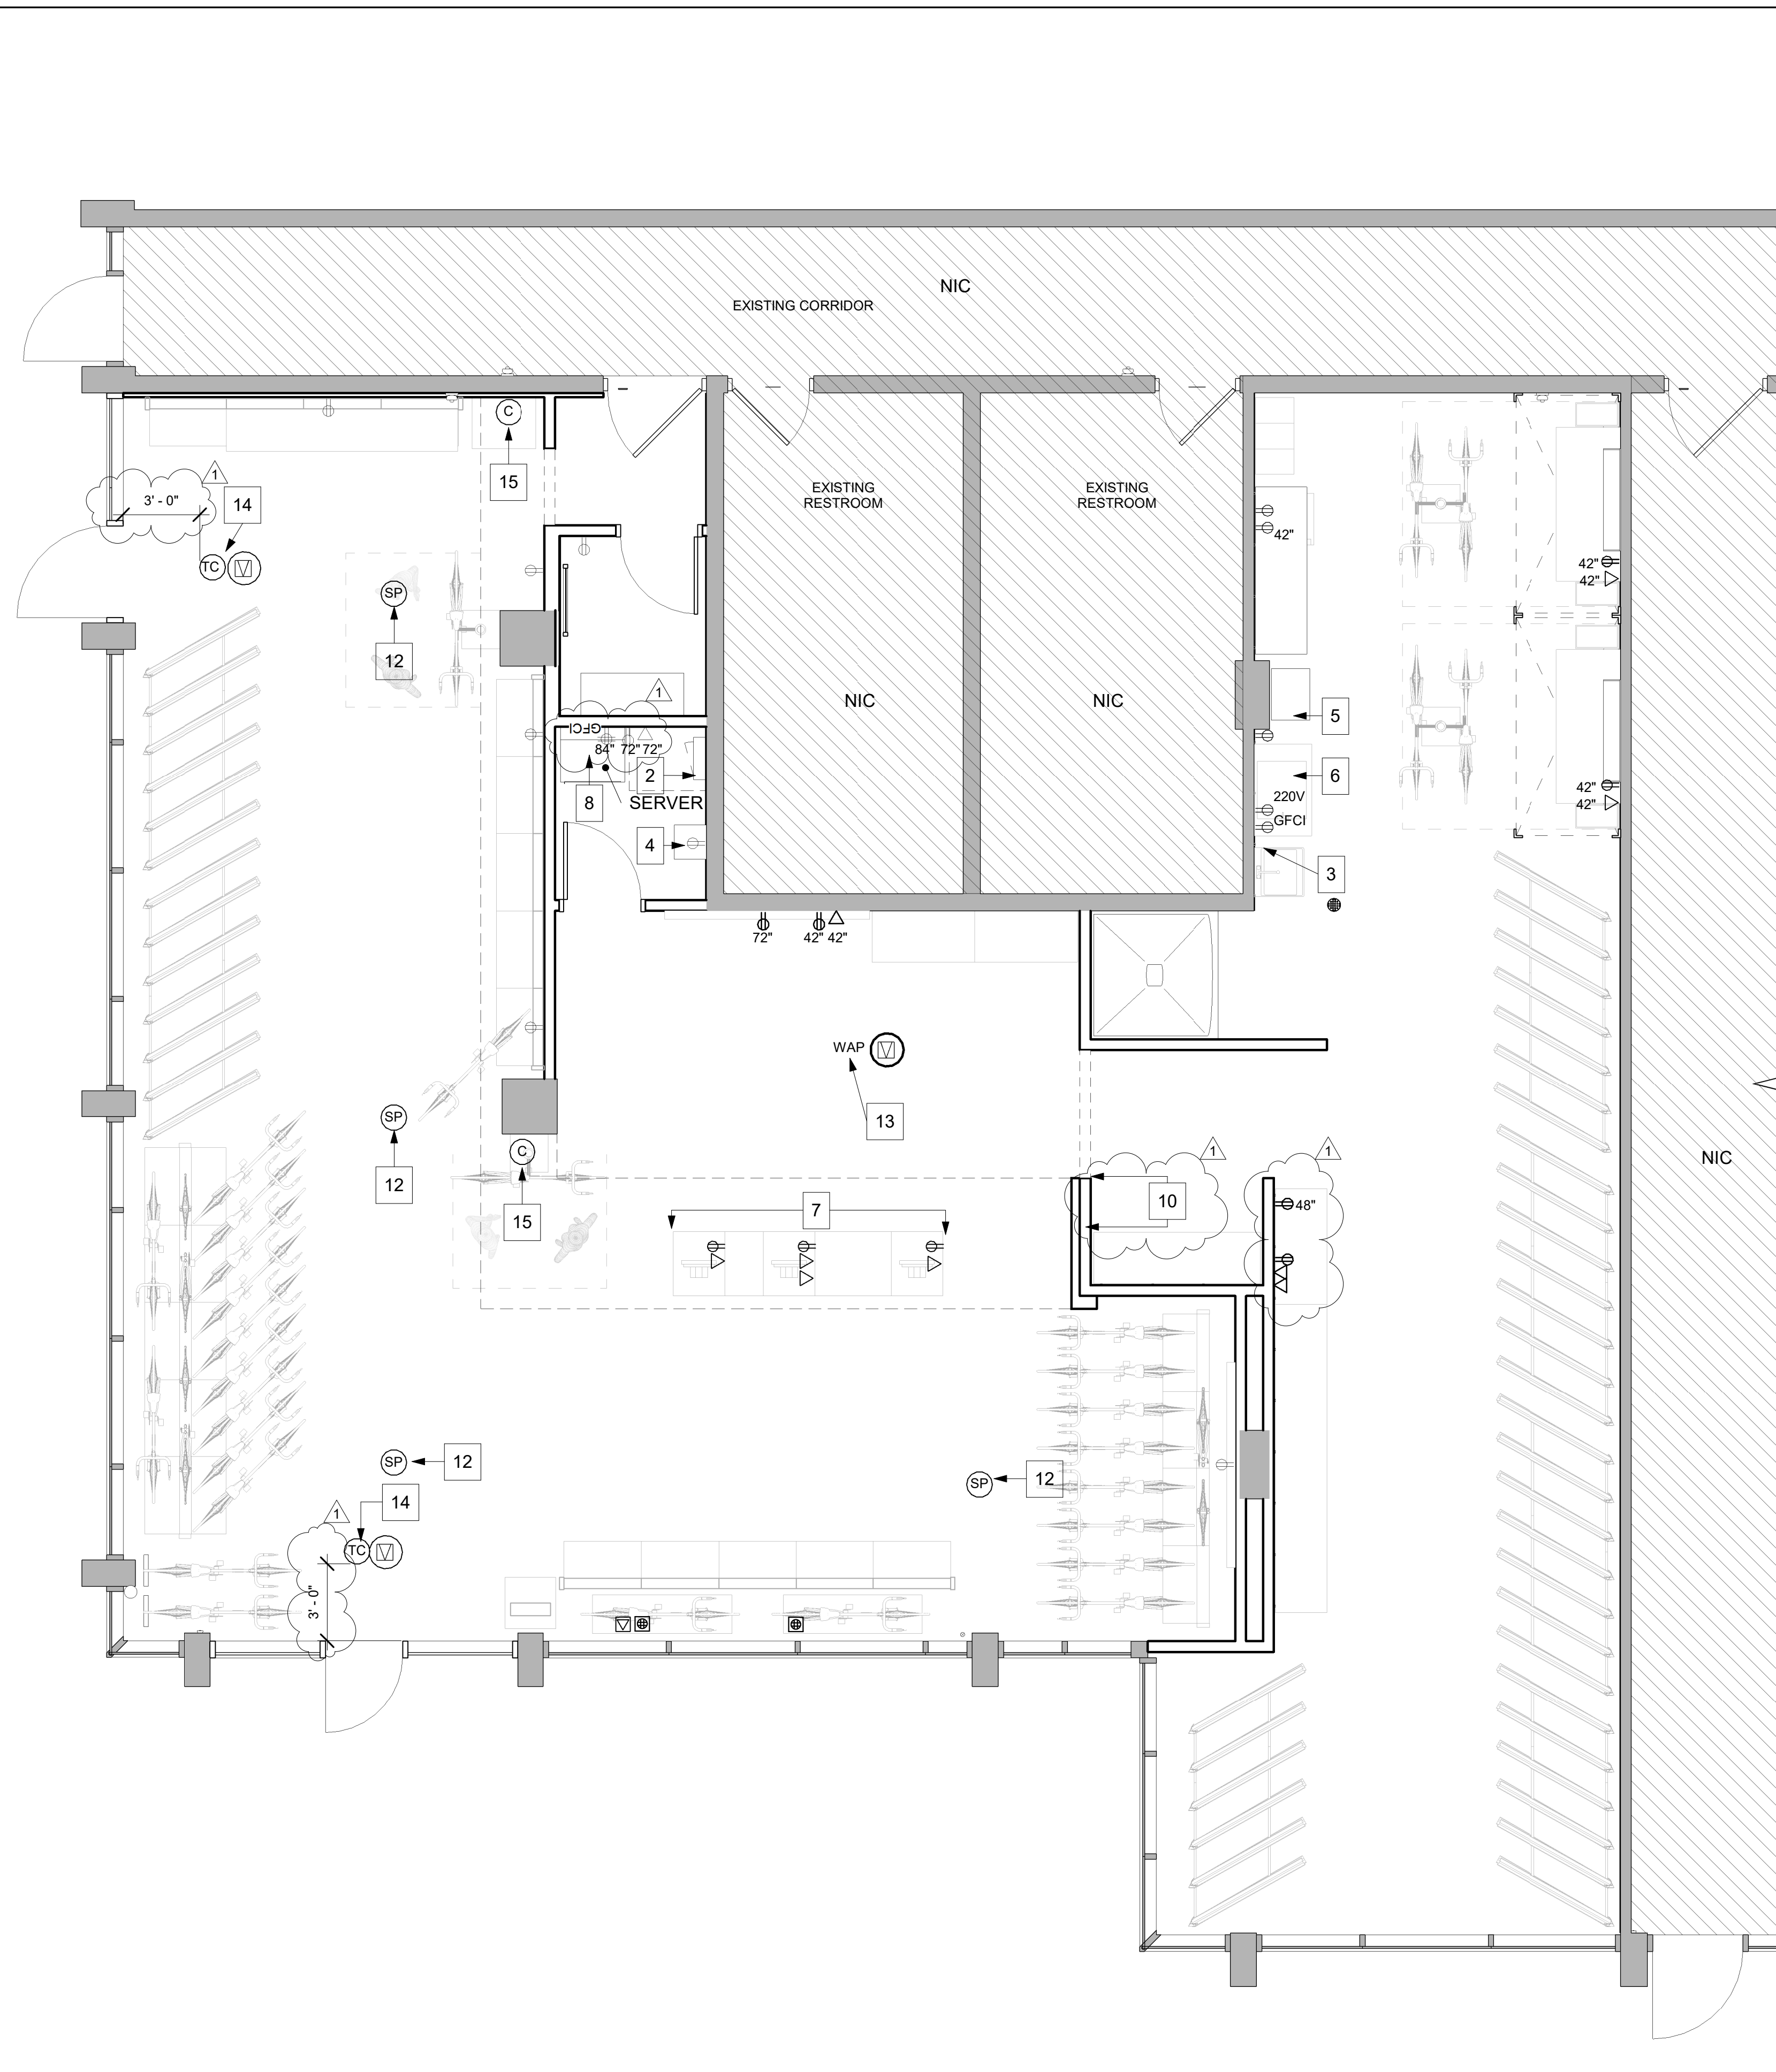 NIC
EXISTING CORRIDOR
C
15
1
3' - 0"
14
TC
EXISTING
RESTROOM
EXISTING
RESTROOM
42"
42"
42"
SP
12
1
NIC
NIC
5
GFCI
84" 72" 72"
2
8
SERVER
6
220V
GFCI
42"
42"
4
3
72"
42" 42"
WAP
13
SP
12
C
15
1
1
NIC
10
48"
7
SP
12
SP
12
14
1
TC
3' - 0"